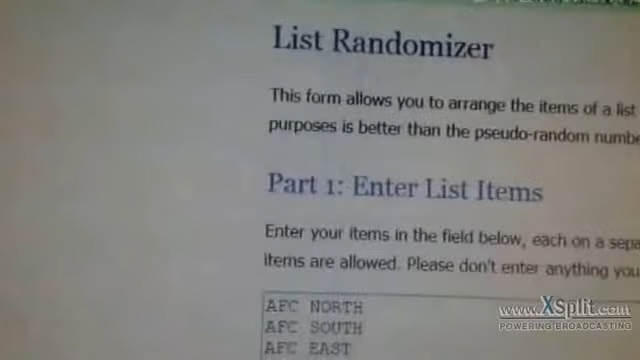 List Randomizer
This form allows you to arrange the items of a list
purposes is better than the pseudo-random numbe
Part 1: Enter List Items
Enter your items in the field below, each on a sepa
items are allowed. Please don't enter anything you
AFC NORTH
AFC SOUTH
AFC EAST
www.XSplit.com
POWERING BROADCASTING